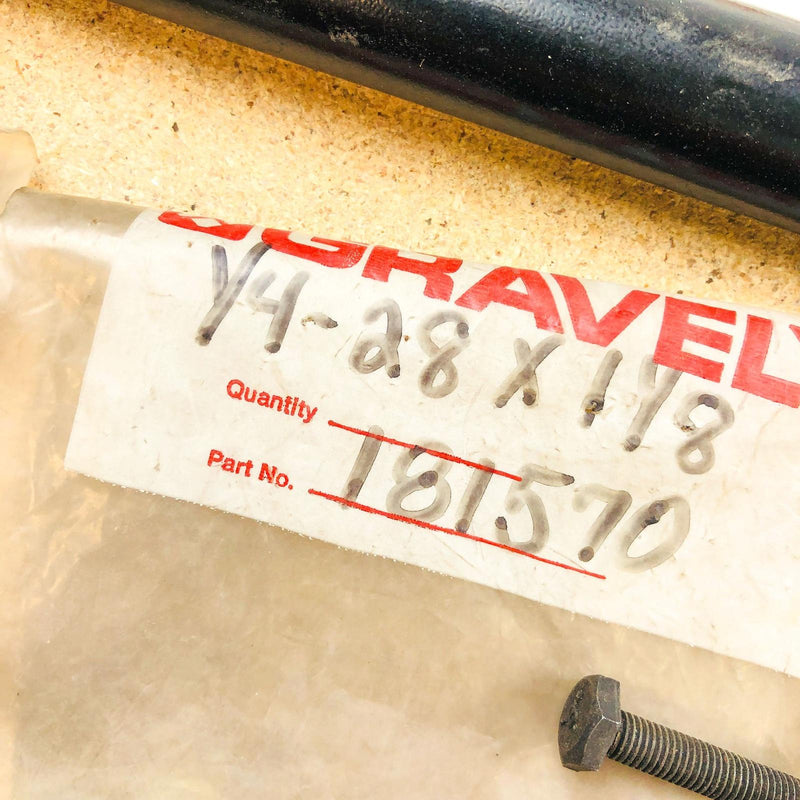 GRAVELY
1/4-28 X 1 1/8
Quantity
Part No. 181570